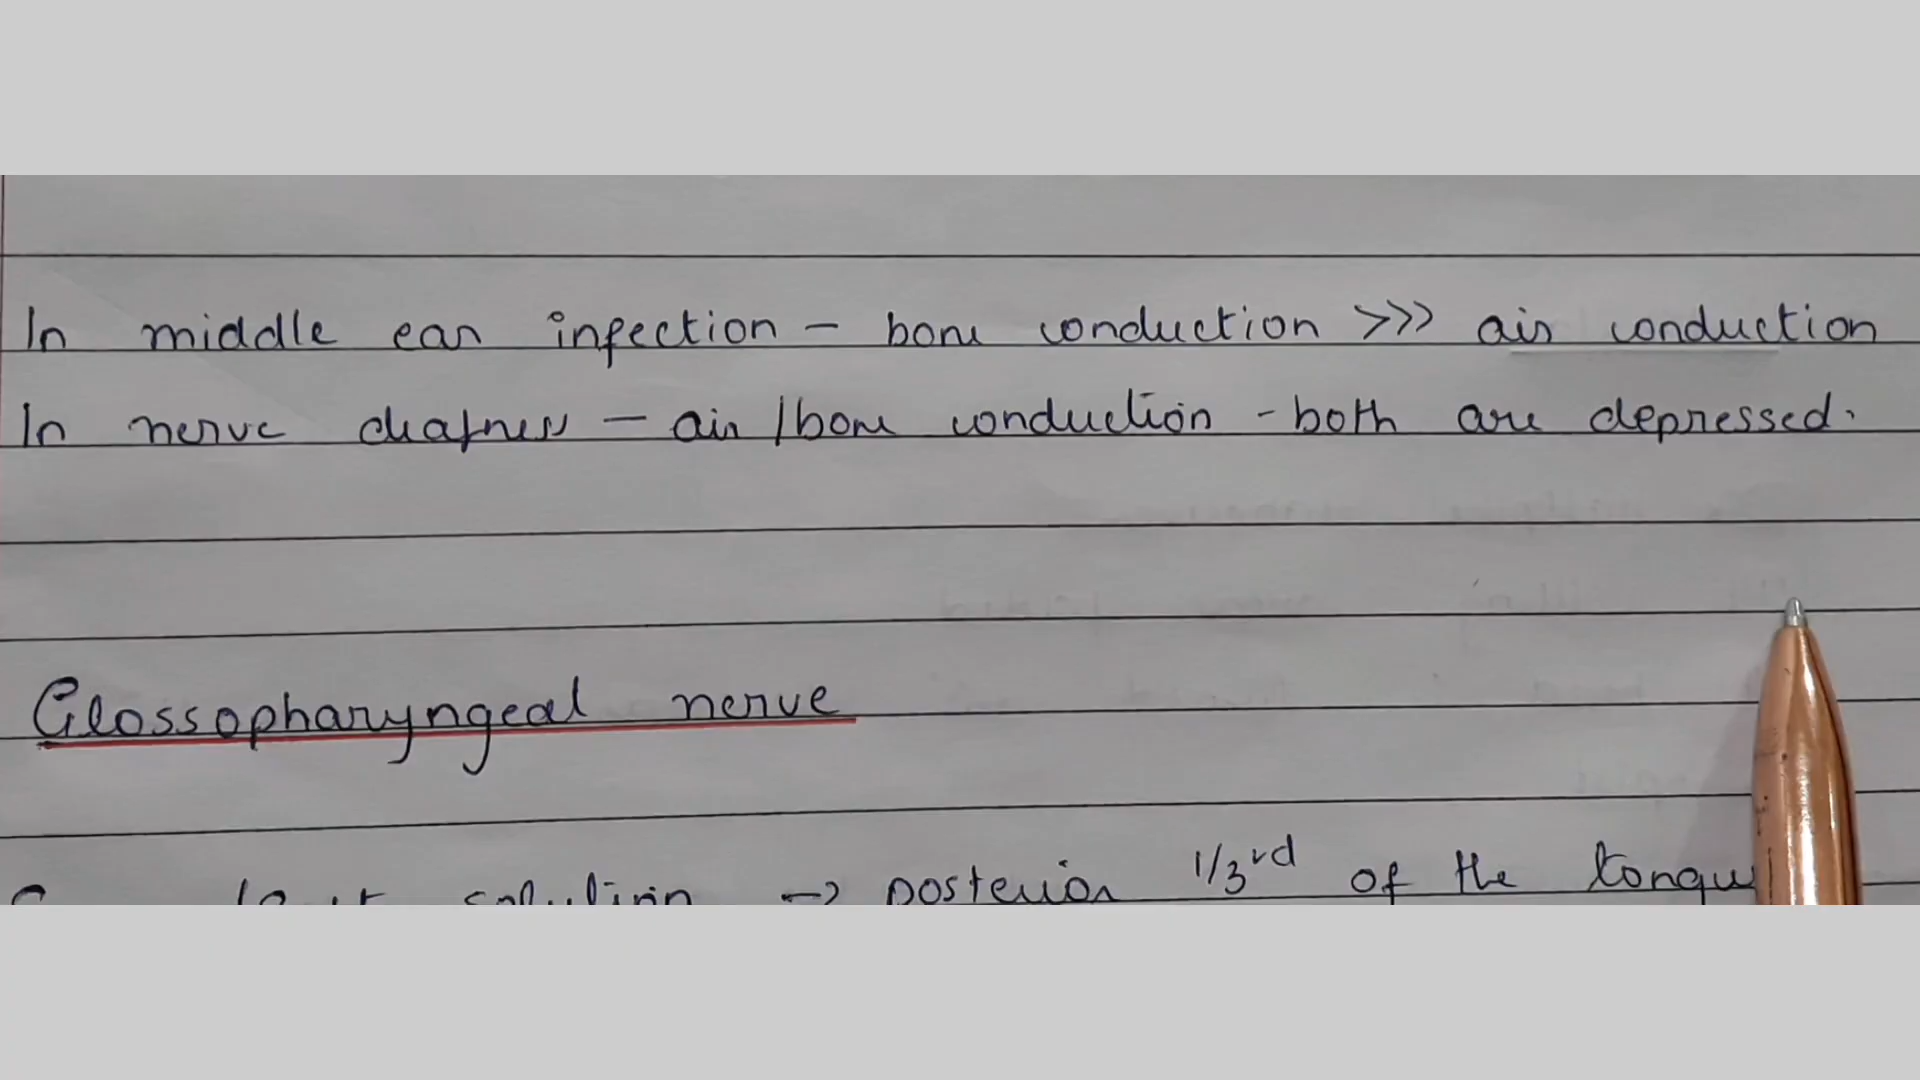 In middle ear infection - bone conduction >>> air conduction
In nerve deafness - air / bone conduction - both are depressed.
Glossopharyngeal nerve
solution → posterior 1/3rd of the tongue